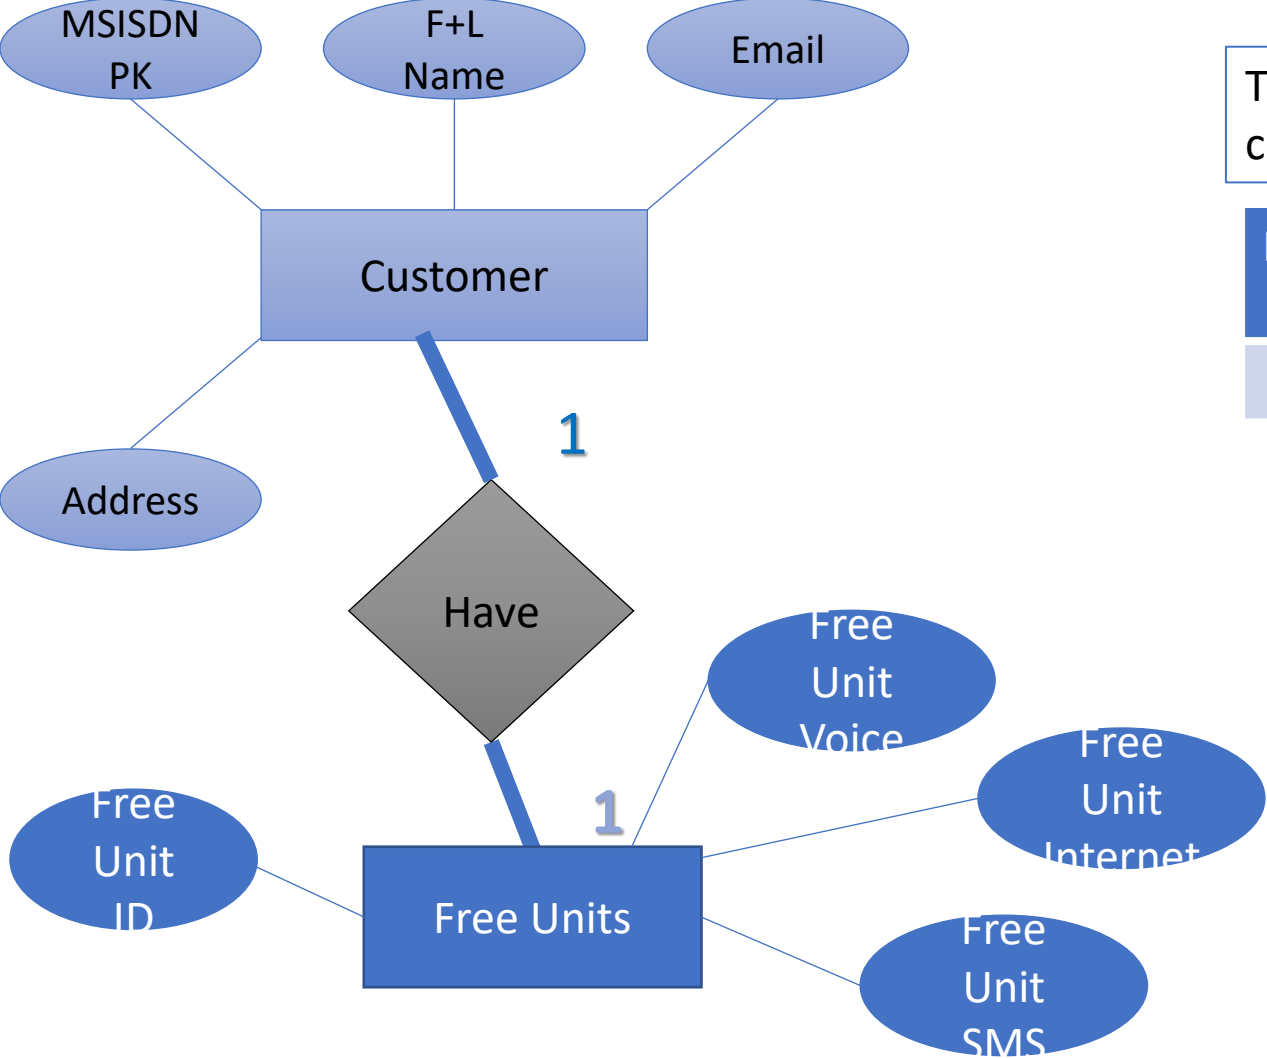 MSISDN
PK
F+L
Name
Email
Customer
1
Address
Have
Free
Unit
Voice
Free
Unit
Internet
1
Free
Unit
ID
Free Units
Free
Unit
SMS